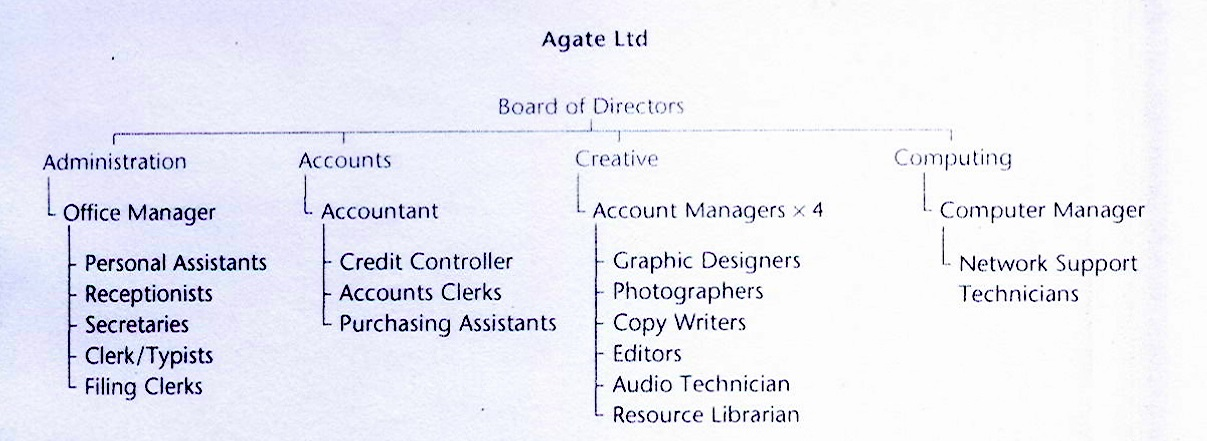 Agate Ltd
Board of Directors
Administration
Office Manager
Personal Assistants
Receptionists
Secretaries
Clerk/Typists
Filing Clerks
Accounts
Accountant
Credit Controller
Accounts Clerks
Purchasing Assistants
Creative
Account Managers × 4
Graphic Designers
Photographers
Copy Writers
Editors
Audio Technician
Resource Librarian
Computing
Computer Manager
Network Support
Technicians